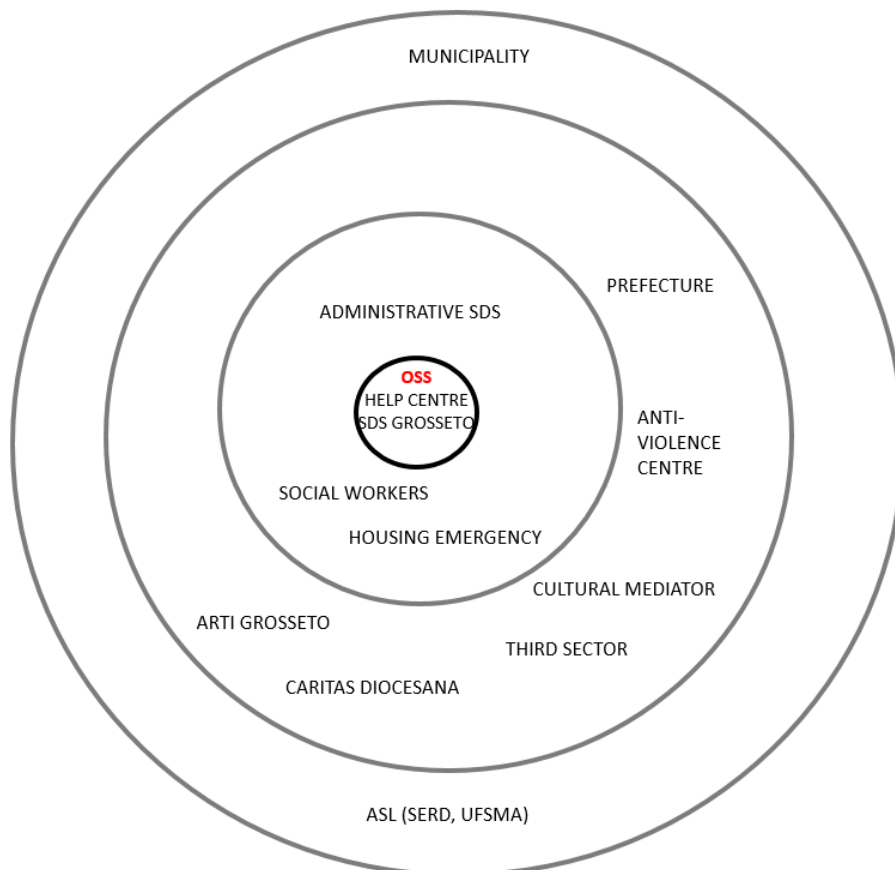 MUNICIPALITY
PREFECTURE
ADMINISTRATIVE SDS
OSS
HELP CENTRE
SDS GROSSETO
ANTI-
VIOLENCE
CENTRE
SOCIAL WORKERS
HOUSING EMERGENCY
CULTURAL MEDIATOR
ARTI GROSSETO
THIRD SECTOR
CARITAS DIOCESANA
ASL (SERD, UFSMA)